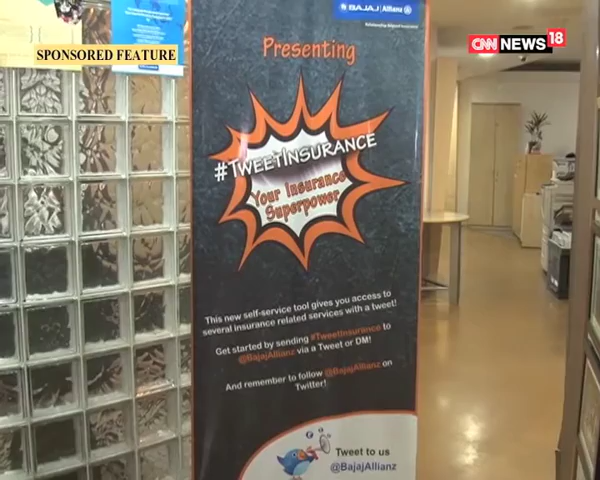 BAJAJ | Allianz
CNN NEWS 18
SPONSORED FEATURE
Presenting
#TWEETINSURANCE
Your Insurance
Superpower
This new self-service tool gives you access to
several insurance related services with a tweet!
Get started by sending #TweetInsurance to
@BajajAllianz via a Tweet or DM!
And remember to follow @BajajAllianz on
Twitter!
Tweet to us
@BajajAllianz